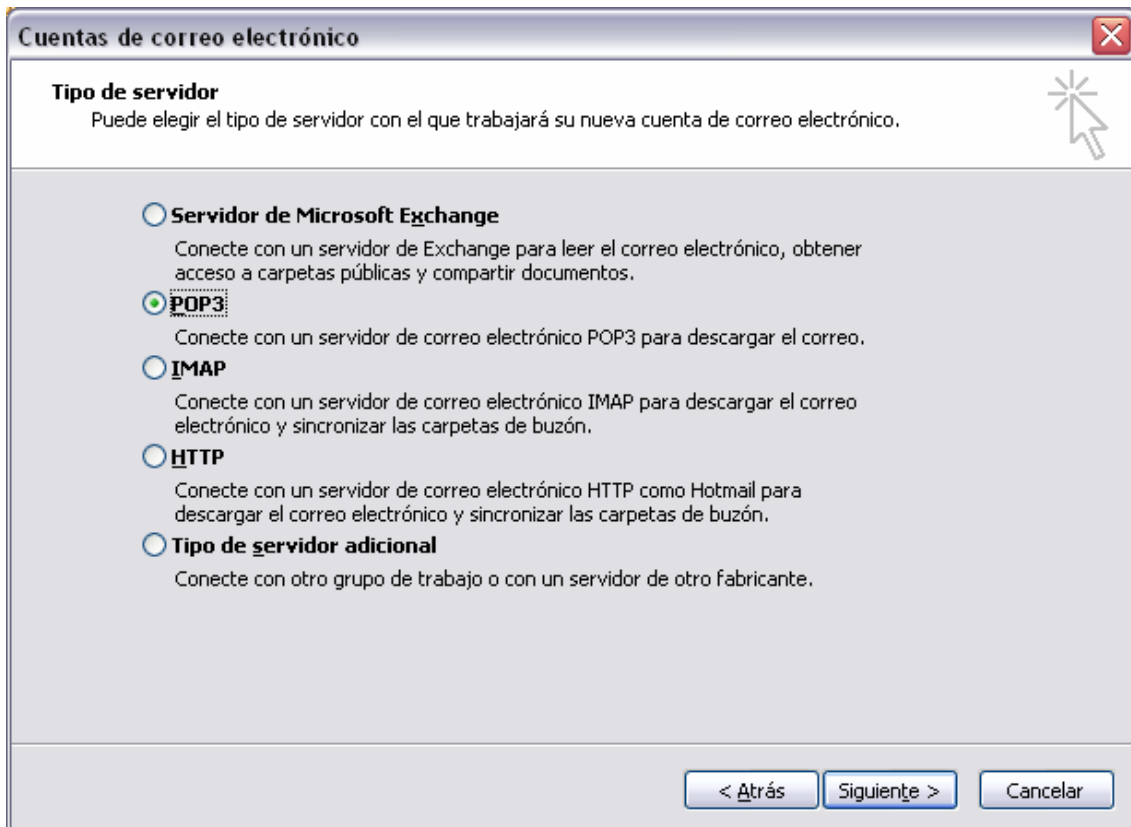 Cuentas de correo electrónico
Tipo de servidor
Puede elegir el tipo de servidor con el que trabajará su nueva cuenta de correo electrónico.
Servidor de Microsoft Exchange
Conecte con un servidor de Exchange para leer el correo electrónico, obtener
acceso a carpetas públicas y compartir documentos.
POP3
Conecte con un servidor de correo electrónico POP3 para descargar el correo.
IMAP
Conecte con un servidor de correo electrónico IMAP para descargar el correo
electrónico y sincronizar las carpetas de buzón.
HTTP
Conecte con un servidor de correo electrónico HTTP como Hotmail para
descargar el correo electrónico y sincronizar las carpetas de buzón.
Tipo de servidor adicional
Conecte con otro grupo de trabajo o con un servidor de otro fabricante.
< Atrás Siguiente > Cancelar